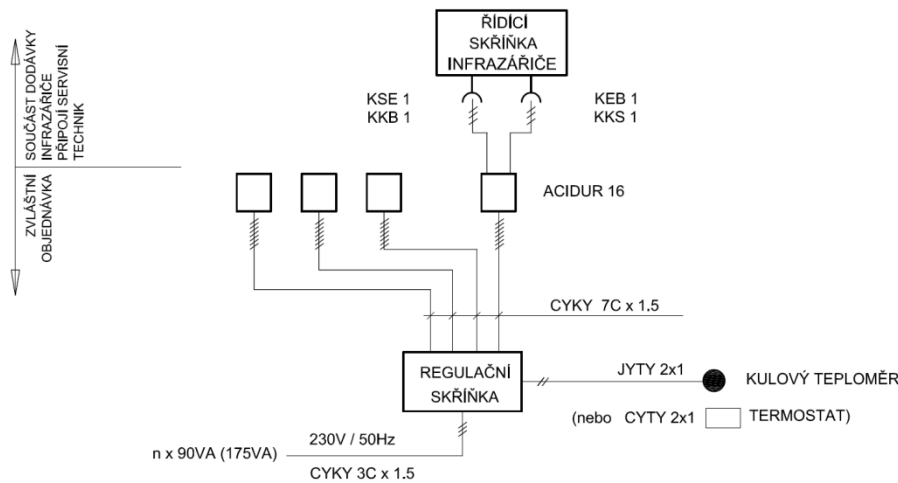 ŘÍDÍCÍ
SKŘÍŇKA
INFRAZÁŘIČE
KSE 1
KKB 1
KEB 1
KKS 1
SOUČÁST DODÁVKY
INFRAZÁŘIČE
PŘIPOJÍ SERVISNÍ
TECHNIK
ZVLÁŠTNÍ
OBJEDNÁVKA
ACIDUR 16
CYKY 7C x 1.5
REGULAČNÍ
SKŘÍŇKA
JYTY 2x1
KULOVÝ TEPLOMĚR
(nebo CYTY 2x1 TERMOSTAT)
230V / 50Hz
n x 90VA (175VA)
CYKY 3C x 1.5